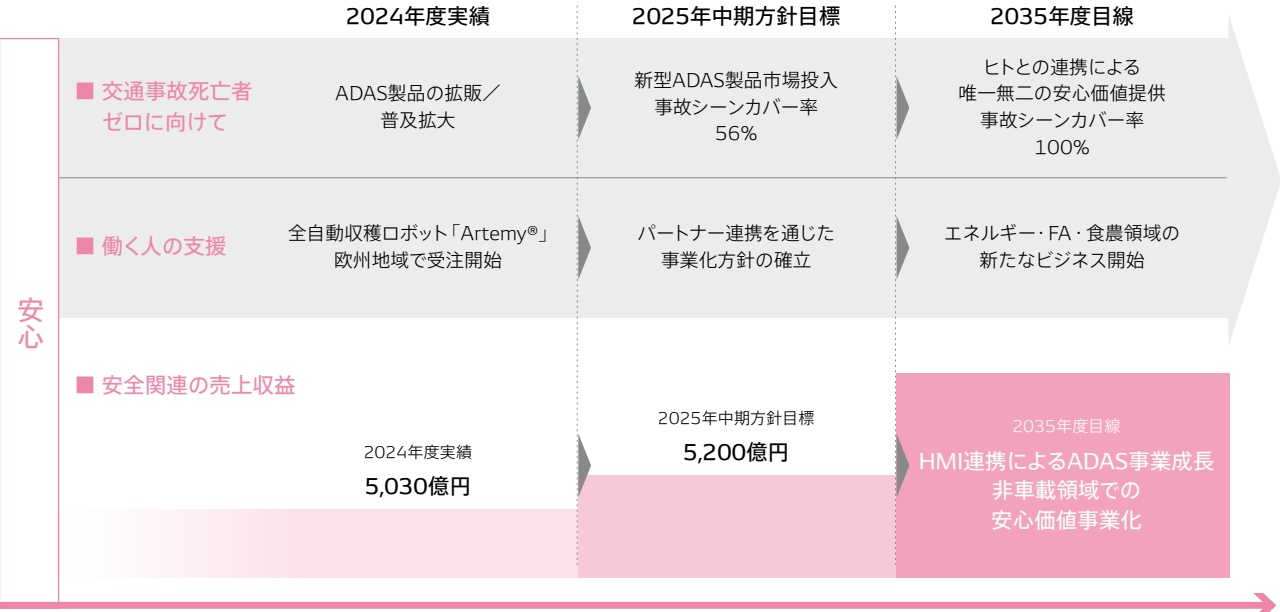 2024年度実績
2025年中期方針目標
2035年度目線
安心
■ 交通事故死亡者
ゼロに向けて
ADAS製品の拡販／
普及拡大
新型ADAS製品市場投入
事故シーンカバー率
56%
ヒトとの連携による
唯一無二の安心価値提供
事故シーンカバー率
100%
■ 働く人の支援
全自動収穫ロボット「Artemy®」
欧州地域で受注開始
パートナー連携を通じた
事業化方針の確立
エネルギー・FA・食農領域の
新たなビジネス開始
■ 安全関連の売上収益
2024年度実績
5,030億円
2025年中期方針目標
5,200億円
2035年度目線
HMI連携によるADAS事業成長
非車載領域での
安心価値事業化